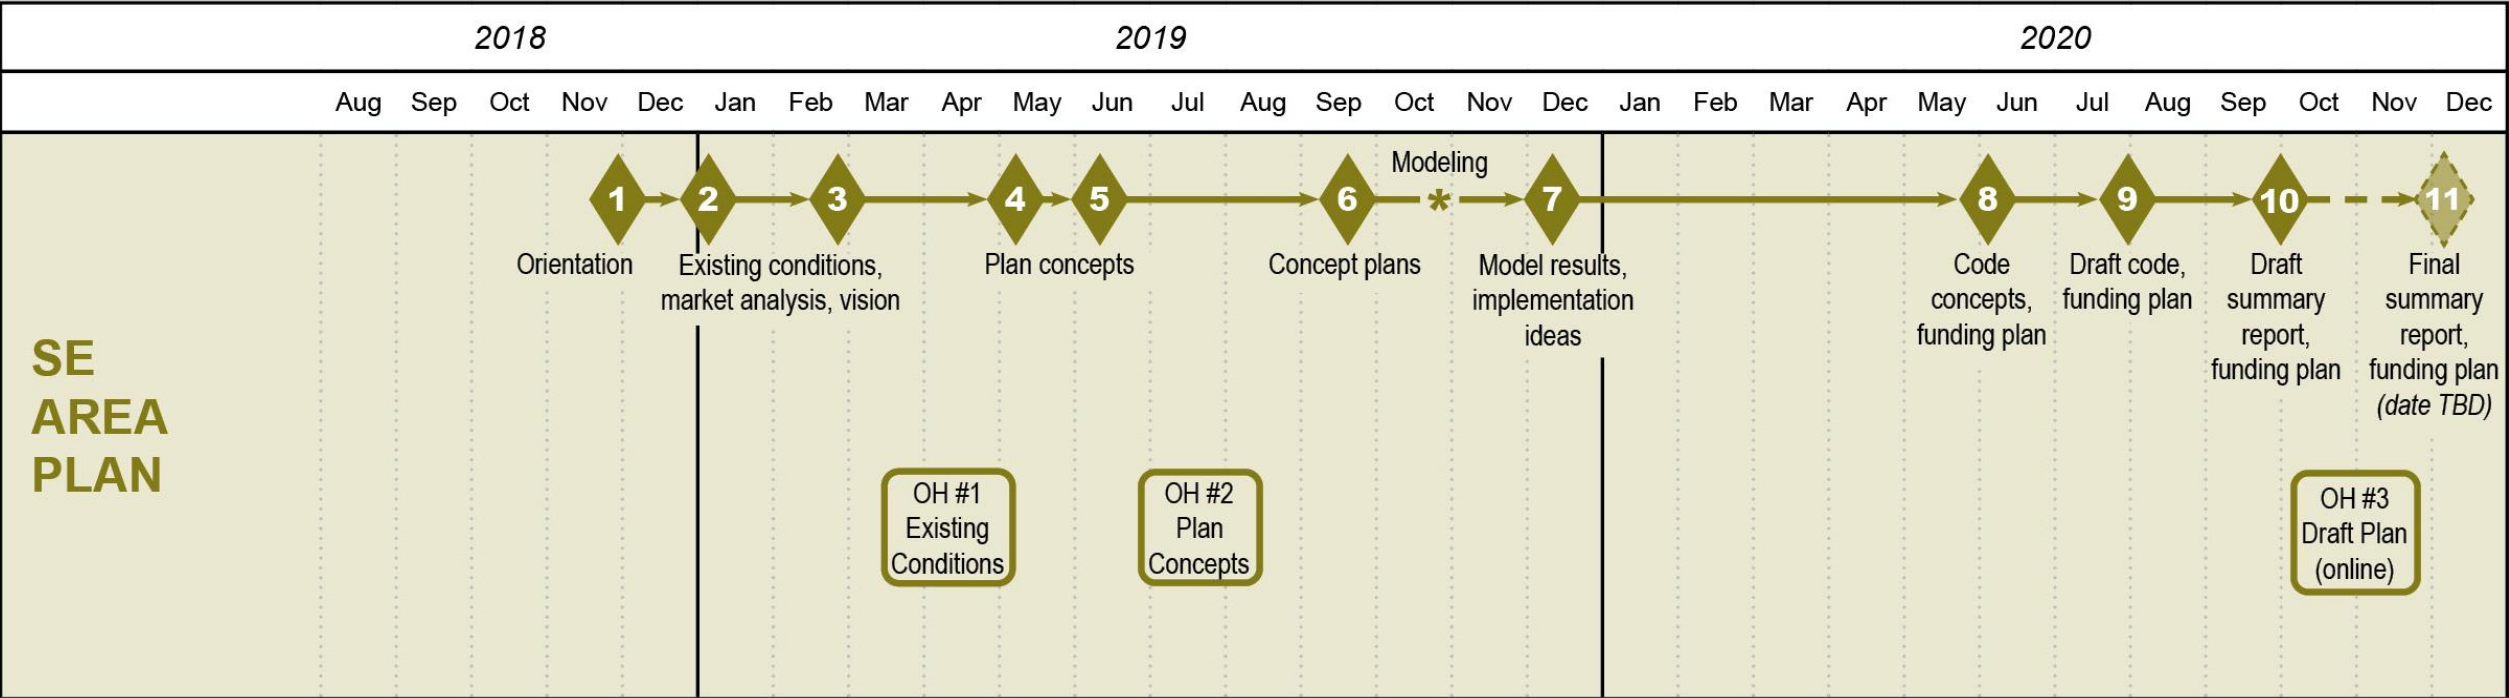 2018 2019 2020
Aug Sep Oct Nov Dec Jan Feb Mar Apr May Jun Jul Aug Sep Oct Nov Dec Jan Feb Mar Apr May Jun Jul Aug Sep Oct Nov Dec
Modeling
1 2 3 4 5 6 * 7 8 9 10 11
Orientation
Existing conditions,
market analysis, vision
Plan concepts
Concept plans
Model results,
implementation
ideas
Code
concepts,
funding plan
Draft code,
funding plan
Draft
summary
report,
funding plan
Final
summary
report,
funding plan
(date TBD)
SE
AREA
PLAN
OH #1
Existing
Conditions
OH #2
Plan
Concepts
OH #3
Draft Plan
(online)